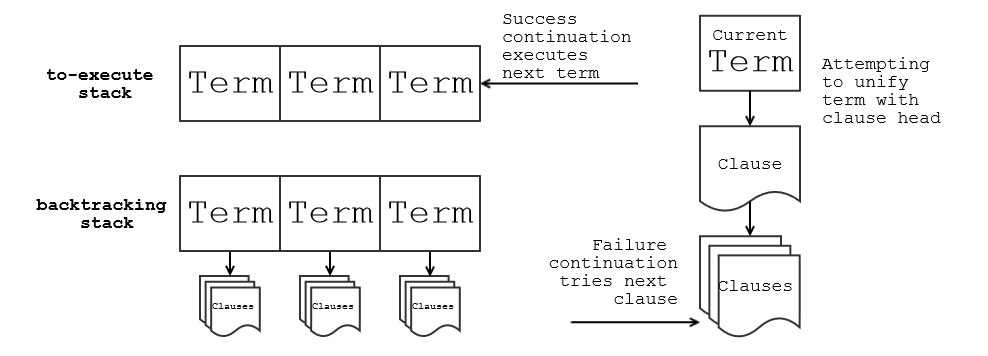 Success
continuation
executes
next term
Current
Term
Attempting
to unify
term with
clause head
to-execute
stack
Term Term Term
Clause
backtracking
stack
Term Term Term
Failure
continuation
tries next
clause
Clauses
Clauses Clauses Clauses